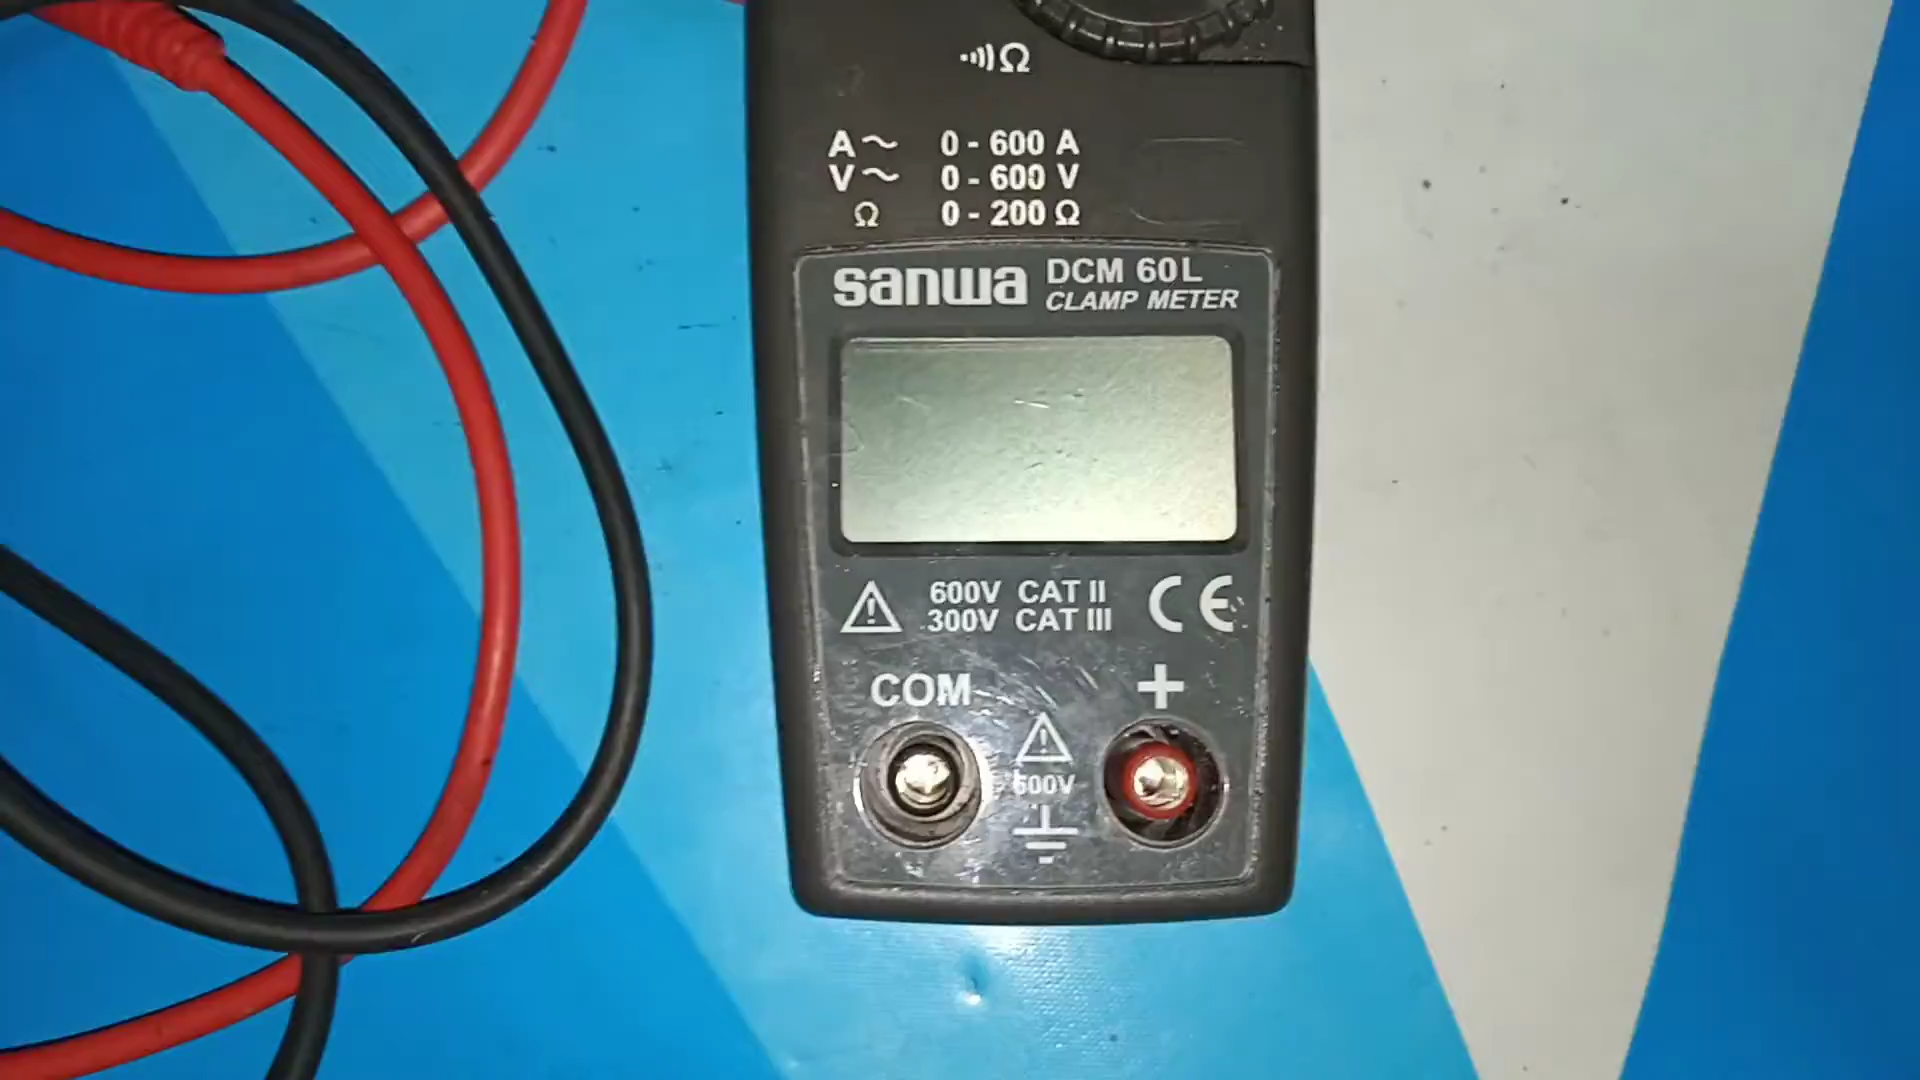 Ω
A～ 0 - 600 A
V～ 0 - 600 V
Ω 0 - 200 Ω
sanwa DCM 60L
CLAMP METER
600V CAT II
300V CAT III
CE
COM +
600V